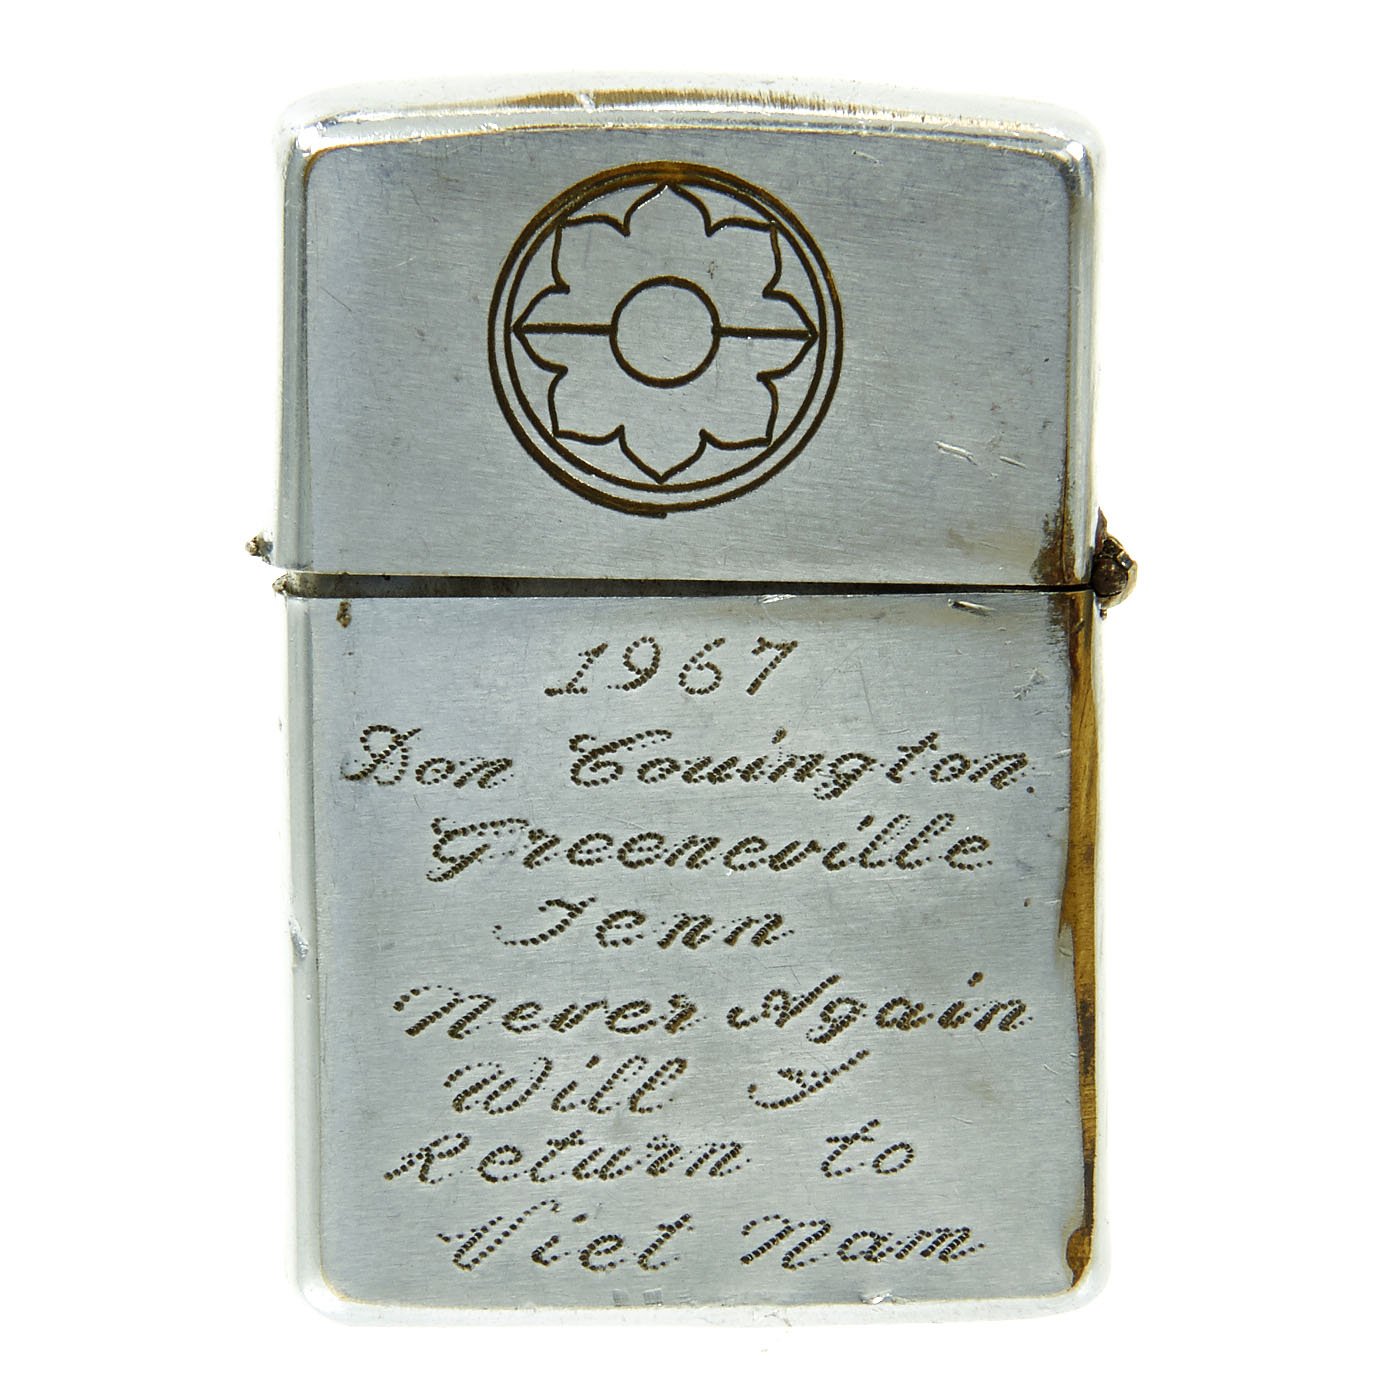 1967
Don Covington
Greeneville
Tenn
Never Again
Will I
Return to
Viet Nam